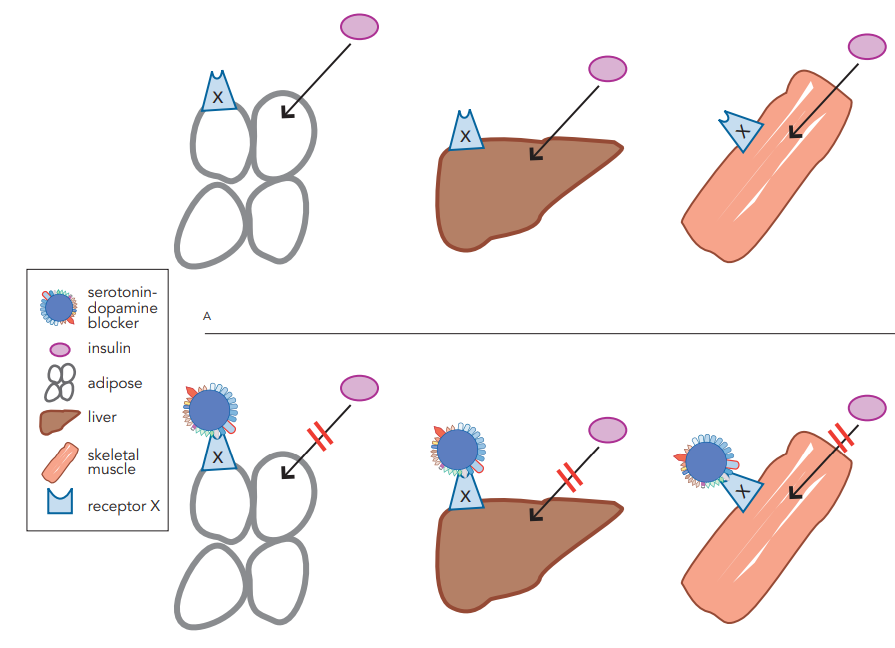 X
X
X
serotonin-
dopamine
blocker
insulin
adipose
liver
skeletal
muscle
receptor X
A
X
X
X